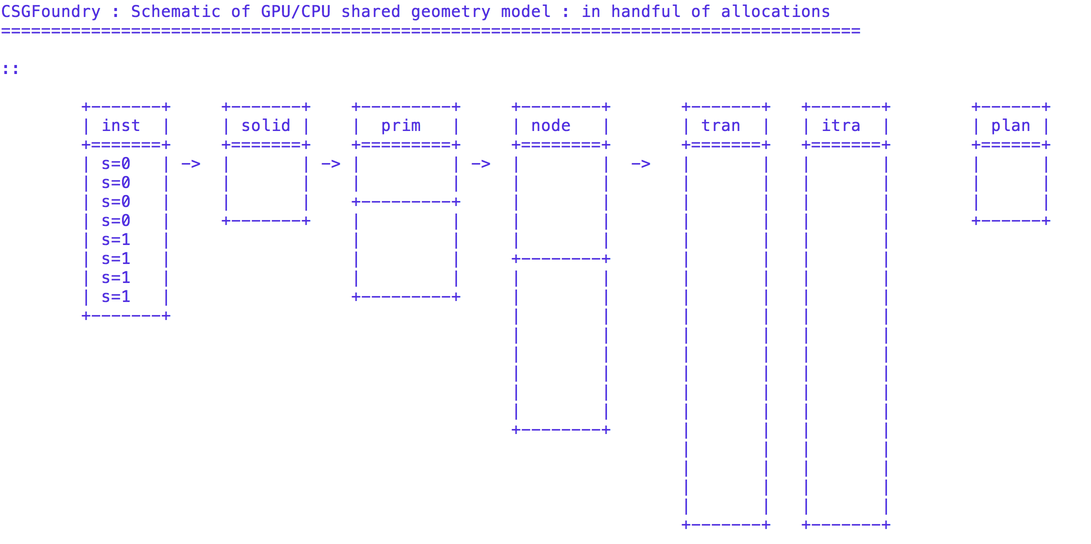 CSGFoundry : Schematic of GPU/CPU shared geometry model : in handful of allocations
======================================================================================

::

        +-------+     +-------+    +---------+     +--------+       +-------+   +-------+        +------+
        | inst  |     | solid |    |  prim   |     | node   |       | tran  |   | itra  |        | plan |
        +=======+     +=======+    +=========+     +========+       +=======+   +=======+        +======+
        | s=0   | ->  |       | -> |         | ->  |        |  ->   |       |   |       |        |      |
        | s=0   |     |       |    |         |     |        |       |       |   |       |        |      |
        | s=0   |     |       |    +---------+     |        |       |       |   |       |        |      |
        | s=0   |     +-------+    |         |     |        |       |       |   |       |        +------+
        | s=1   |                  |         |     |        |       |       |   |       |
        | s=1   |                  |         |     +--------+       |       |   |       |
        | s=1   |                  |         |     |        |       |       |   |       |
        | s=1   |                  +---------+     |        |       |       |   |       |
        +-------+                                  |        |       |       |   |       |
                                                   |        |       |       |   |       |
                                                   |        |       |       |   |       |
                                                   |        |       |       |   |       |
                                                   |        |       |       |   |       |
                                                   |        |       |       |   |       |
                                                   +--------+       |       |   |       |
                                                                    |       |   |       |
                                                                    |       |   |       |
                                                                    |       |   |       |
                                                                    |       |   |       |
                                                                    +-------+   +-------+